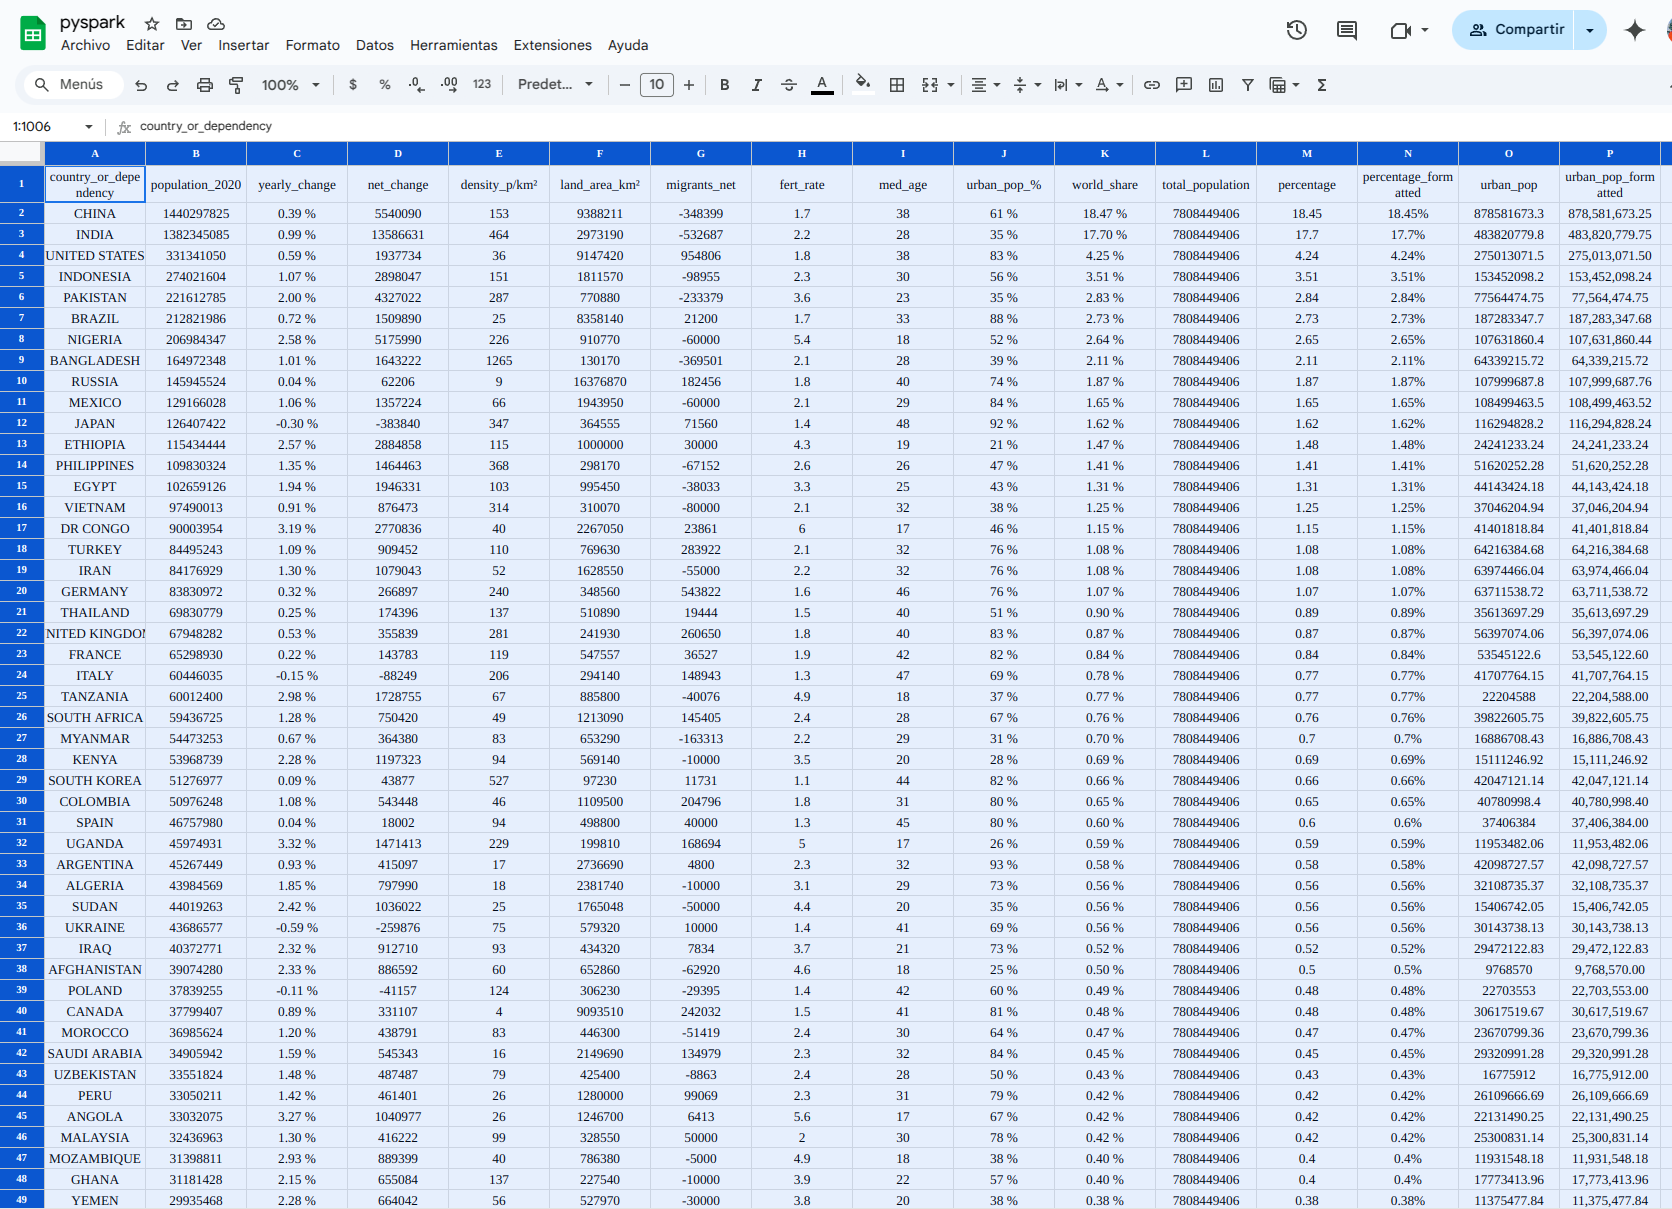 pyspark
Archivo Editar Ver Insertar Formato Datos Herramientas Extensiones Ayuda
Compartir
Menús 100% $ % .0 .00 123 Predet... 10 B I A A Σ
1:1006 fx country_or_dependency
A B C D E F G H I J K L M N O P
1 country_or_dependency population_2020 yearly_change net_change density_p/km² land_area_km² migrants_net fert_rate med_age urban_pop_% world_share total_population percentage percentage_formatted urban_pop urban_pop_formatted
2 CHINA 1440297825 0.39 % 5540090 153 9388211 -348399 1.7 38 61 % 18.47 % 7808449406 18.45 18.45% 878581673.3 878,581,673.25
3 INDIA 1382345085 0.99 % 13586631 464 2973190 -532687 2.2 28 35 % 17.70 % 7808449406 17.7 17.7% 483820779.8 483,820,779.75
4 UNITED STATES 331341050 0.59 % 1937734 36 9147420 954806 1.8 38 83 % 4.25 % 7808449406 4.24 4.24% 275013071.5 275,013,071.50
5 INDONESIA 274021604 1.07 % 2898047 151 1811570 -98955 2.3 30 56 % 3.51 % 7808449406 3.51 3.51% 153452098.2 153,452,098.24
6 PAKISTAN 221612785 2.00 % 4327022 287 770880 -233379 3.6 23 35 % 2.83 % 7808449406 2.84 2.84% 77564474.75 77,564,474.75
7 BRAZIL 212821986 0.72 % 1509890 25 8358140 21200 1.7 33 88 % 2.73 % 7808449406 2.73 2.73% 187283347.7 187,283,347.68
8 NIGERIA 206984347 2.58 % 5175990 226 910770 -60000 5.4 18 52 % 2.64 % 7808449406 2.65 2.65% 107631860.4 107,631,860.44
9 BANGLADESH 164972348 1.01 % 1643222 1265 130170 -369501 2.1 28 39 % 2.11 % 7808449406 2.11 2.11% 64339215.72 64,339,215.72
10 RUSSIA 145945524 0.04 % 62206 9 16376870 182456 1.8 40 74 % 1.87 % 7808449406 1.87 1.87% 107999687.8 107,999,687.76
11 MEXICO 129166028 1.06 % 1357224 66 1943950 -60000 2.1 29 84 % 1.65 % 7808449406 1.65 1.65% 108499463.5 108,499,463.52
12 JAPAN 126407422 -0.30 % -383840 347 364555 71560 1.4 48 92 % 1.62 % 7808449406 1.62 1.62% 116294828.2 116,294,828.24
13 ETHIOPIA 115434444 2.57 % 2884858 115 1000000 30000 4.3 19 21 % 1.47 % 7808449406 1.48 1.48% 24241233.24 24,241,233.24
14 PHILIPPINES 109830324 1.35 % 1464463 368 298170 -67152 2.6 26 47 % 1.41 % 7808449406 1.41 1.41% 51620252.28 51,620,252.28
15 EGYPT 102659126 1.94 % 1946331 103 995450 -38033 3.3 25 43 % 1.31 % 7808449406 1.31 1.31% 44143424.18 44,143,424.18
16 VIETNAM 97490013 0.91 % 876473 314 310070 -80000 2.1 32 38 % 1.25 % 7808449406 1.25 1.25% 37046204.94 37,046,204.94
17 DR CONGO 90003954 3.19 % 2770836 40 2267050 23861 6 17 46 % 1.15 % 7808449406 1.15 1.15% 41401818.84 41,401,818.84
18 TURKEY 84495243 1.09 % 909452 110 769630 283922 2.1 32 76 % 1.08 % 7808449406 1.08 1.08% 64216384.68 64,216,384.68
19 IRAN 84176929 1.30 % 1079043 52 1628550 -55000 2.2 32 76 % 1.08 % 7808449406 1.08 1.08% 63974466.04 63,974,466.04
20 GERMANY 83830972 0.32 % 266897 240 348560 543822 1.6 46 76 % 1.07 % 7808449406 1.07 1.07% 63711538.72 63,711,538.72
21 THAILAND 69830779 0.25 % 174396 137 510890 19444 1.5 40 51 % 0.90 % 7808449406 0.89 0.89% 35613697.29 35,613,697.29
22 NITED KINGDO 67948282 0.53 % 355839 281 241930 260650 1.8 40 83 % 0.87 % 7808449406 0.87 0.87% 56397074.06 56,397,074.06
23 FRANCE 65298930 0.22 % 143783 119 547557 36527 1.9 42 82 % 0.84 % 7808449406 0.84 0.84% 53545122.6 53,545,122.60
24 ITALY 60446035 -0.15 % -88249 206 294140 148943 1.3 47 69 % 0.78 % 7808449406 0.77 0.77% 41707764.15 41,707,764.15
25 TANZANIA 60012400 2.98 % 1728755 67 885800 -40076 4.9 18 37 % 0.77 % 7808449406 0.77 0.77% 22204588 22,204,588.00
26 SOUTH AFRICA 59436725 1.28 % 750420 49 1213090 145405 2.4 28 67 % 0.76 % 7808449406 0.76 0.76% 39822605.75 39,822,605.75
27 MYANMAR 54473253 0.67 % 364380 83 653290 -163313 2.2 29 31 % 0.70 % 7808449406 0.7 0.7% 16886708.43 16,886,708.43
28 KENYA 53968739 2.28 % 1197323 94 569140 -10000 3.5 20 28 % 0.69 % 7808449406 0.69 0.69% 15111246.92 15,111,246.92
29 SOUTH KOREA 51276977 0.09 % 43877 527 97230 11731 1.1 44 82 % 0.66 % 7808449406 0.66 0.66% 42047121.14 42,047,121.14
30 COLOMBIA 50976248 1.08 % 543448 46 1109500 204796 1.8 31 80 % 0.65 % 7808449406 0.65 0.65% 40780998.4 40,780,998.40
31 SPAIN 46757980 0.04 % 18002 94 498800 40000 1.3 45 80 % 0.60 % 7808449406 0.6 0.6% 37406384 37,406,384.00
32 UGANDA 45974931 3.32 % 1471413 229 199810 168694 5 17 26 % 0.59 % 7808449406 0.59 0.59% 11953482.06 11,953,482.06
33 ARGENTINA 45267449 0.93 % 415097 17 2736690 4800 2.3 32 93 % 0.58 % 7808449406 0.58 0.58% 42098727.57 42,098,727.57
34 ALGERIA 43984569 1.85 % 797990 18 2381740 -10000 3.1 29 73 % 0.56 % 7808449406 0.56 0.56% 32108735.37 32,108,735.37
35 SUDAN 44019263 2.42 % 1036022 25 1765048 -50000 4.4 20 35 % 0.56 % 7808449406 0.56 0.56% 15406742.05 15,406,742.05
36 UKRAINE 43686577 -0.59 % -259876 75 579320 10000 1.4 41 69 % 0.56 % 7808449406 0.56 0.56% 30143738.13 30,143,738.13
37 IRAQ 40372771 2.32 % 912710 93 434320 7834 3.7 21 73 % 0.52 % 7808449406 0.52 0.52% 29472122.83 29,472,122.83
38 AFGHANISTAN 39074280 2.33 % 886592 60 652860 -62920 4.6 18 25 % 0.50 % 7808449406 0.5 0.5% 9768570 9,768,570.00
39 POLAND 37839255 -0.11 % -41157 124 306230 -29395 1.4 42 60 % 0.49 % 7808449406 0.48 0.48% 22703553 22,703,553.00
40 CANADA 37799407 0.89 % 331107 4 9093510 242032 1.5 41 81 % 0.48 % 7808449406 0.48 0.48% 30617519.67 30,617,519.67
41 MOROCCO 36985624 1.20 % 438791 83 446300 -51419 2.4 30 64 % 0.47 % 7808449406 0.47 0.47% 23670799.36 23,670,799.36
42 SAUDI ARABIA 34905942 1.59 % 545343 16 2149690 134979 2.3 32 84 % 0.45 % 7808449406 0.45 0.45% 29320991.28 29,320,991.28
43 UZBEKISTAN 33551824 1.48 % 487487 79 425400 -8863 2.4 28 50 % 0.43 % 7808449406 0.43 0.43% 16775912 16,775,912.00
44 PERU 33050211 1.42 % 461401 26 1280000 99069 2.3 31 79 % 0.42 % 7808449406 0.42 0.42% 26109666.69 26,109,666.69
45 ANGOLA 33032075 3.27 % 1040977 26 1246700 6413 5.6 17 67 % 0.42 % 7808449406 0.42 0.42% 22131490.25 22,131,490.25
46 MALAYSIA 32436963 1.30 % 416222 99 328550 50000 2 30 78 % 0.42 % 7808449406 0.42 0.42% 25300831.14 25,300,831.14
47 MOZAMBIQUE 31398811 2.93 % 889399 40 786380 -5000 4.9 18 38 % 0.40 % 7808449406 0.4 0.4% 11931548.18 11,931,548.18
48 GHANA 31181428 2.15 % 655084 137 227540 -10000 3.9 22 57 % 0.40 % 7808449406 0.4 0.4% 17773413.96 17,773,413.96
49 YEMEN 29935468 2.28 % 664042 56 527970 -30000 3.8 20 38 % 0.38 % 7808449406 0.38 0.38% 11375477.84 11,375,477.84